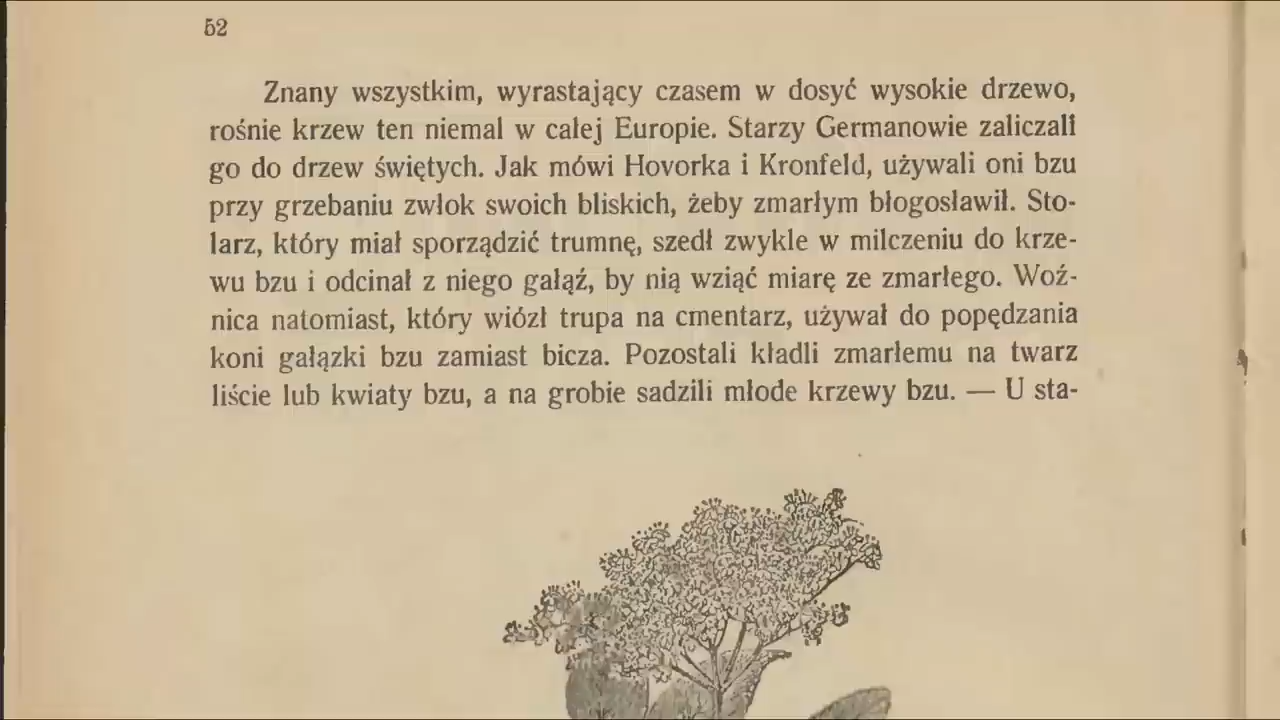 52
Znany wszystkim, wyrastający czasem w dosyć wysokie drzewo,
rośnie krzew ten niemal w całej Europie. Starzy Germanowie zaliczali
go do drzew świętych. Jak mówi Hovorka i Kronfeld, używali oni bzu
przy grzebaniu zwłok swoich bliskich, żeby zmarłym błogosławił. Sto-
larz, który miał sporządzić trumnę, szedł zwykle w milczeniu do krze-
wu bzu i odcinał z niego gałąź, by nią wziąć miarę ze zmarłego. Woź-
nica natomiast, który wiózł trupa na cmentarz, używał do popędzania
koni gałązki bzu zamiast bicza. Pozostali kładli zmarłemu na twarz
liście lub kwiaty bzu, a na grobie sadzili młode krzewy bzu. — U sta-